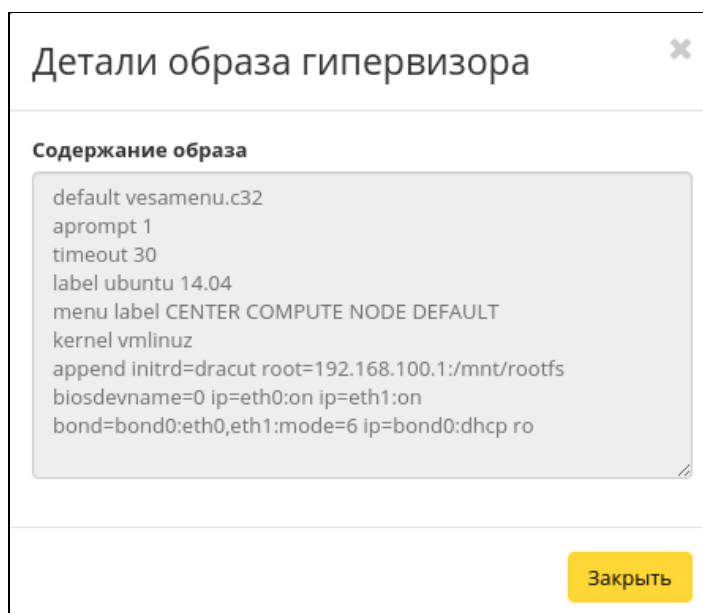 Детали образа гипервизора
Содержание образа
default vesamenu.c32
aprompt 1
timeout 30
label ubuntu 14.04
menu label CENTER COMPUTE NODE DEFAULT
kernel vmlinuz
append initrd=dracut root=192.168.100.1:/mnt/rootfs
biosdevname=0 ip=eth0:on ip=eth1:on
bond=bond0:eth0,eth1:mode=6 ip=bond0:dhcp ro
Закрыть